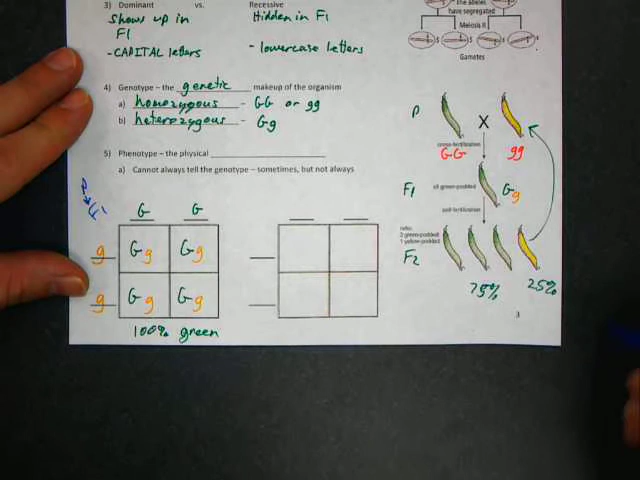 3) Dominant vs. Recessive
Shows up in
F1
Hidden in F1
-CAPITAL letters
- lowercase letters
4) Genotype – the genetic makeup of the organism
a) homozygous - GG or gg
b) heterozygous - Gg
5) Phenotype – the physical
a) Cannot always tell the genotype – sometimes, but not always
P
F1
G G
g Gg Gg
g Gg Gg
100% green
The alleles
have segregated
Meiosis II
Gametes
P X
cross-fertilization
GG gg
F1 all green-podded Gg
self-fertilization
ratio:
3 green-podded:
1 yellow-podded
F2
75% 25%
3